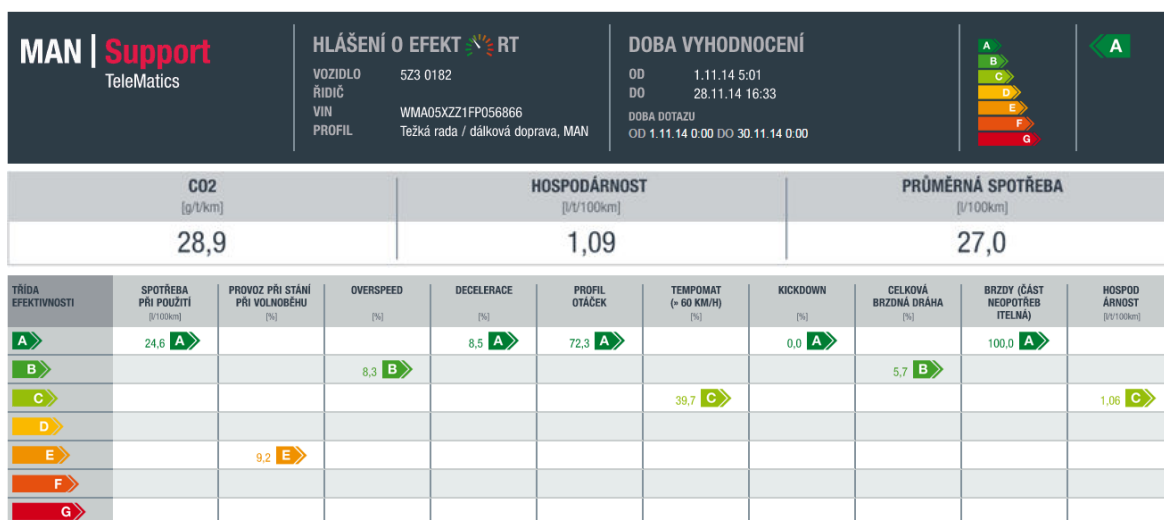 MAN | Support
TeleMatics
HLÁŠENÍ O EFEKT RT
VOZIDLO 5Z3 0182
ŘIDIČ
VIN WMA05XZZ1FP056866
PROFIL Težká rada / dálková doprava, MAN
DOBA VYHODNOCENÍ
OD 1.11.14 5:01
DO 28.11.14 16:33
DOBA DOTAZU
OD 1.11.14 0:00 DO 30.11.14 0:00
A
B
C
D
E
F
G
A
CO2
[g/t/km]
28,9
HOSPODÁRNOST
[l/t/100km]
1,09
PRŮMĚRNÁ SPOTŘEBA
[l/100km]
27,0
TŘÍDA
EFEKTIVNOSTI
SPOTŘEBA
PŘI POUŽITÍ
[l/100km]
PROVOZ PŘI STÁNÍ
PŘI VOLNOBĚHU
[%]
OVERSPEED
[%]
DECELERACE
[%]
PROFIL
OTÁČEK
TEMPOMAT
(» 60 KM/H)
[%]
KICKDOWN
[%]
CELKOVÁ
BRZDNÁ DRÁHA
[%]
BRZDY (ČÁST
NEOPOTŘEB
ITELNÁ)
HOSPOD
ÁRNOST
[l/t/100km]
A 24,6 A 8,5 A 72,3 A 0,0 A 100,0 A
B 8,3 B 5,7 B
C 39,7 C 1,06 C
D
E 9,2 E
F
G